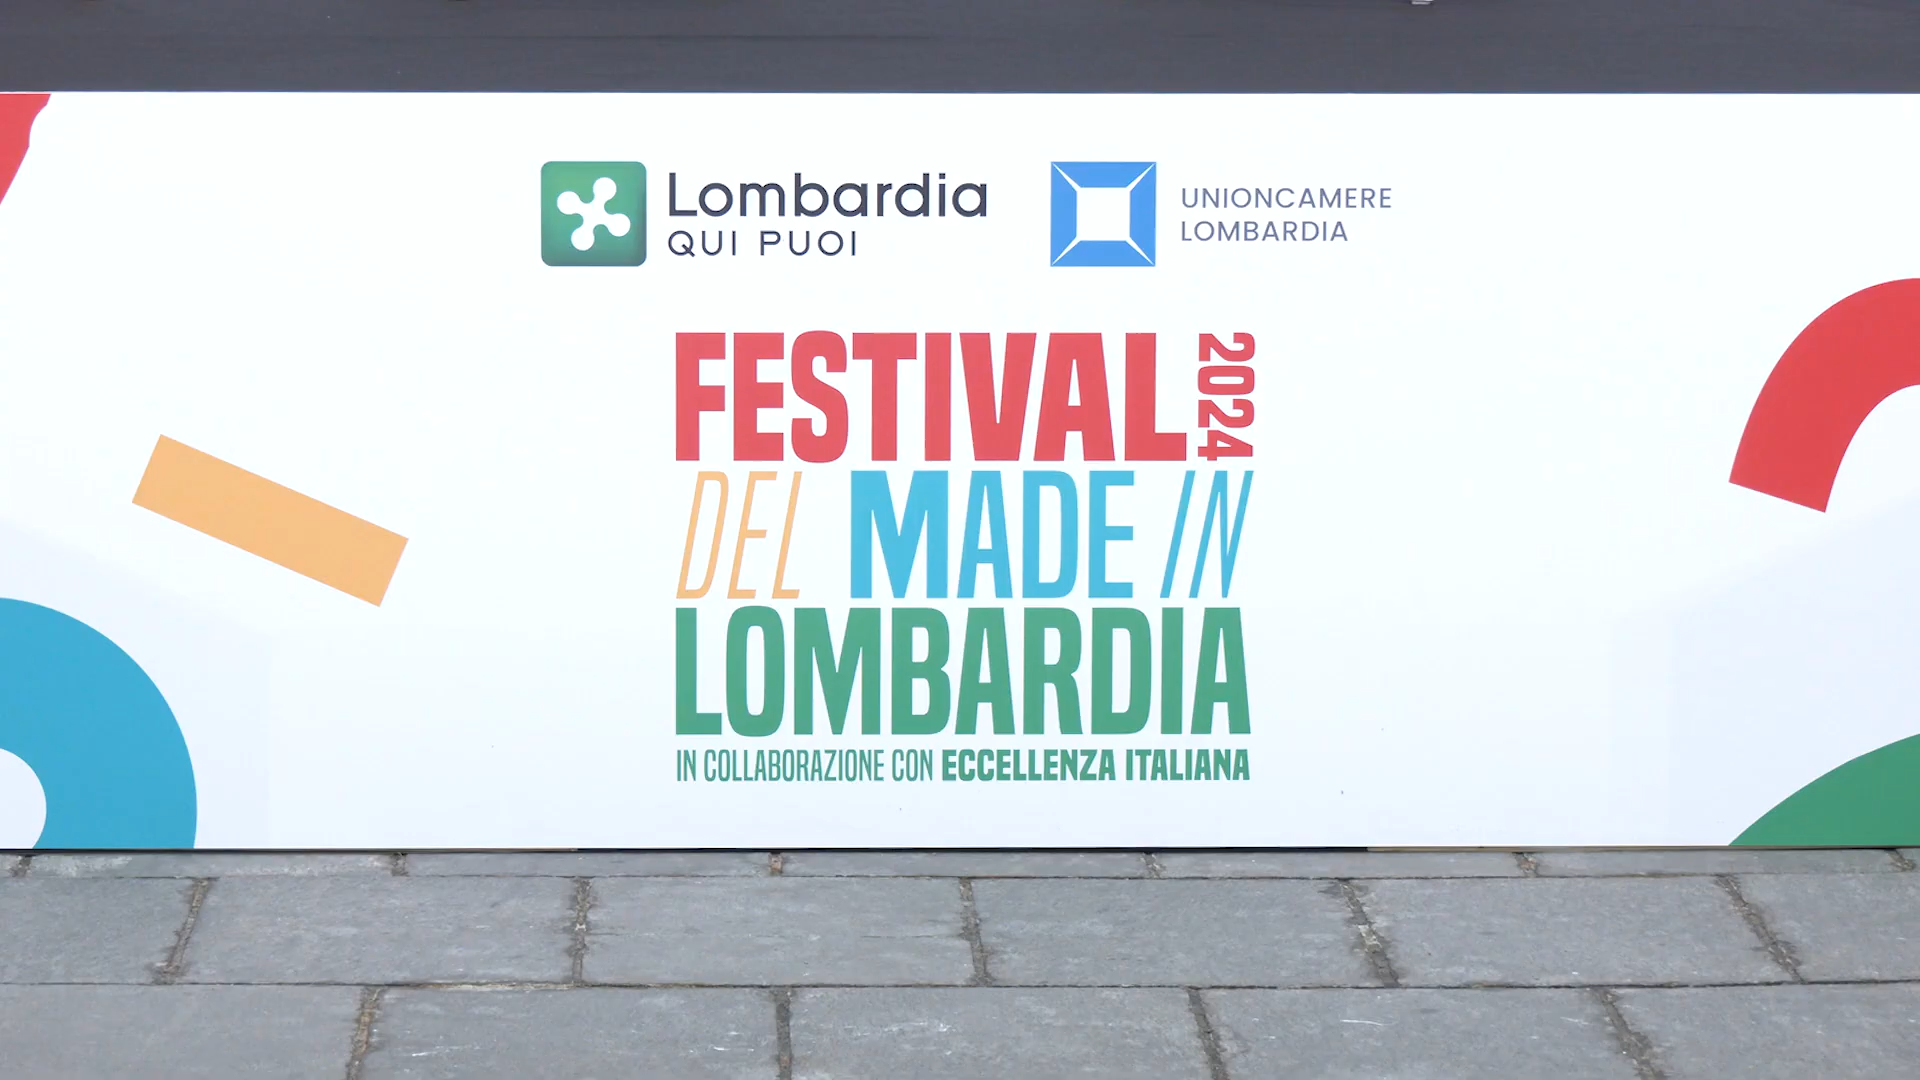 Lombardia
QUI PUOI
UNIONCAMERE
LOMBARDIA
FESTIVAL 2024
DEL MADE IN
LOMBARDIA
IN COLLABORAZIONE CON ECCELLENZA ITALIANA